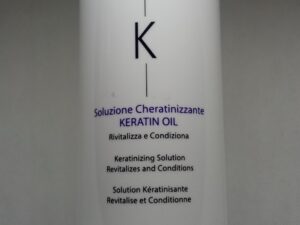 K
Soluzione Cheratinizzante
KERATIN OIL
Rivitalizza e Condiziona
Keratinizing Solution
Revitalizes and Conditions
Solution Kératinisante
Revitalise et Conditionne